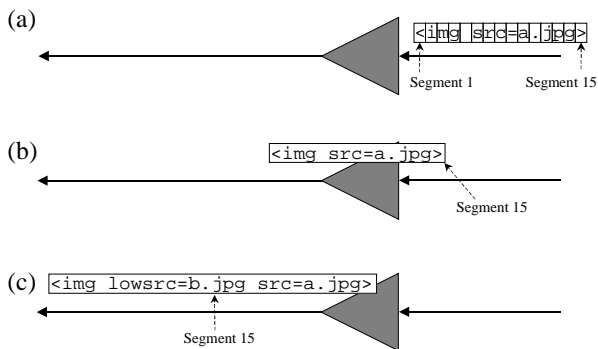 (a)
<img src=a.jpg>
Segment 1
Segment 15
(b)
<img src=a.jpg>
Segment 15
(c)
<img lowsrc=b.jpg src=a.jpg>
Segment 15